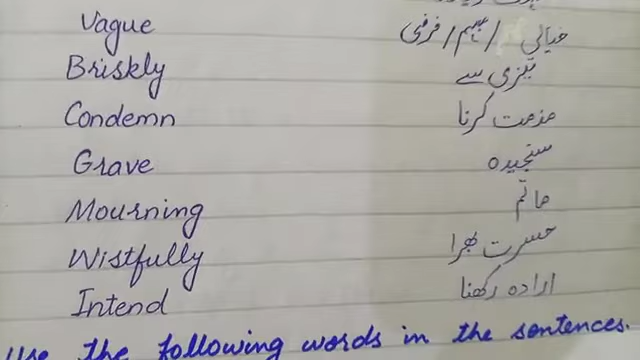 Vague خیالی / مبہم / فرضی
Briskly تیزی سے
Condemn مذمت کرنا
Grave سنجیدہ
Mourning ماتم
Wistfully حسرت بھرا
Intend ارادہ رکھنا
Use the following words in the sentences.